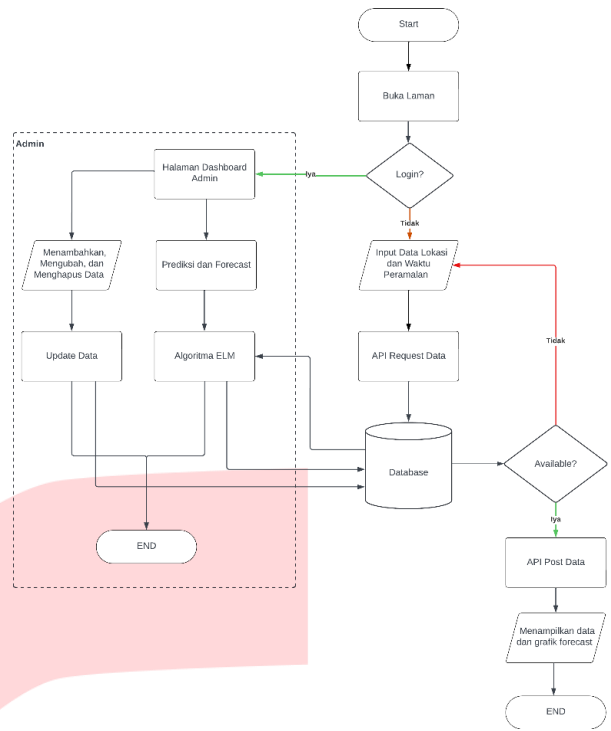 Start
Buka Laman
Admin
Halaman Dashboard
Admin
Iya
Login?
Tidak
Menambahkan,
Mengubah, dan
Menghapus Data
Prediksi dan Forecast
Input Data Lokasi
dan Waktu
Peramalan
Tidak
Update Data
Algoritma ELM
API Request Data
Database
Available?
Iya
END
API Post Data
Menampilkan data
dan grafik forecast
END